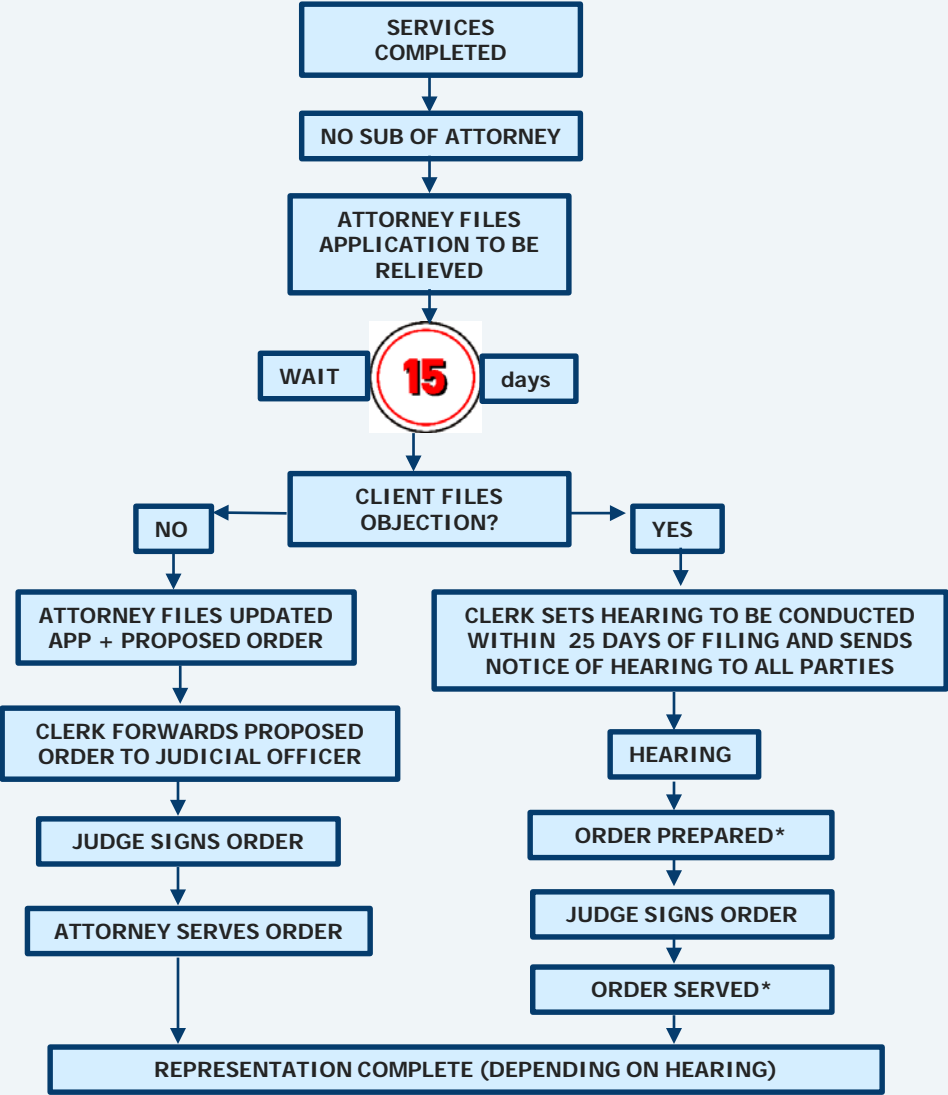 SERVICES
COMPLETED
NO SUB OF ATTORNEY
ATTORNEY FILES
APPLICATION TO BE
RELIEVED
WAIT
15
days
CLIENT FILES
OBJECTION?
NO
YES
ATTORNEY FILES UPDATED
APP + PROPOSED ORDER
CLERK SETS HEARING TO BE CONDUCTED
WITHIN 25 DAYS OF FILING AND SENDS
NOTICE OF HEARING TO ALL PARTIES
CLERK FORWARDS PROPOSED
ORDER TO JUDICIAL OFFICER
HEARING
JUDGE SIGNS ORDER
ORDER PREPARED*
ATTORNEY SERVES ORDER
JUDGE SIGNS ORDER
ORDER SERVED*
REPRESENTATION COMPLETE (DEPENDING ON HEARING)